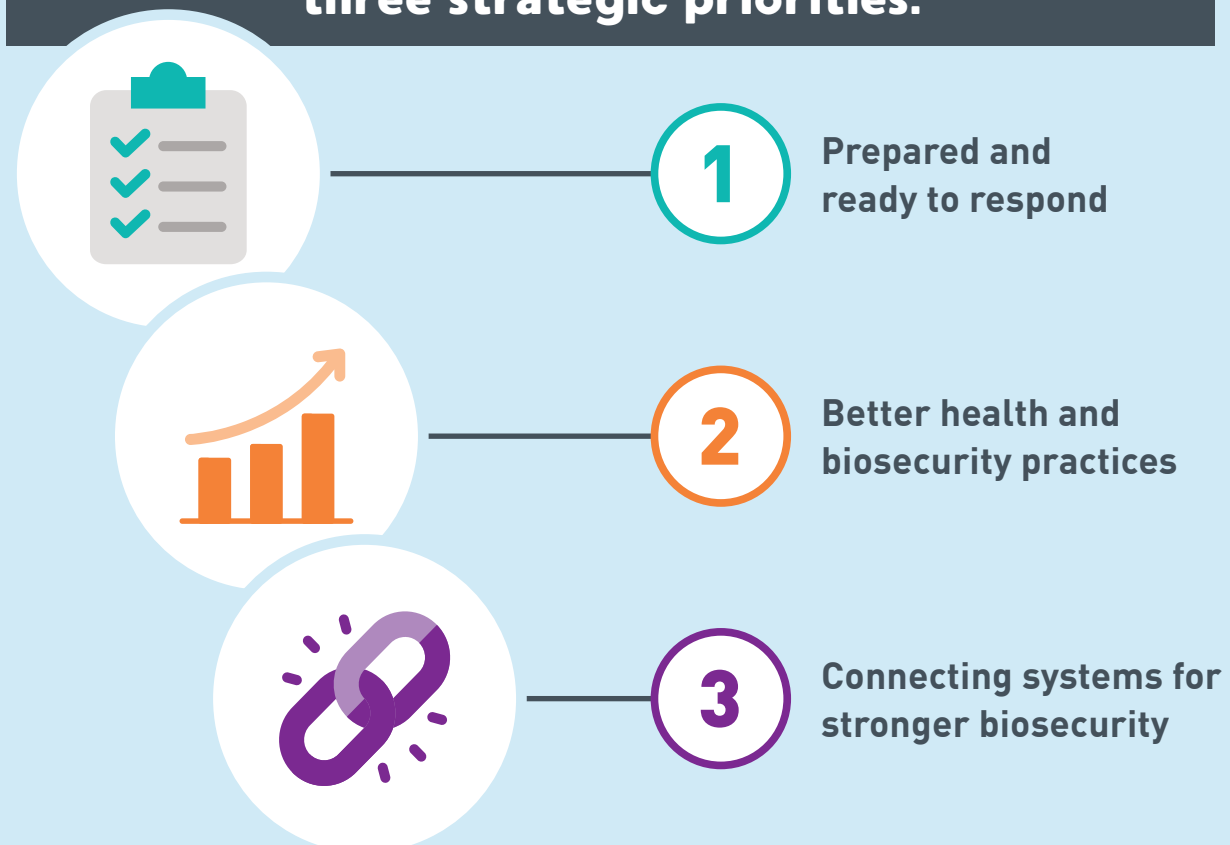 three strategic priorities.
1
Prepared and
ready to respond
2
Better health and
biosecurity practices
3
Connecting systems for
stronger biosecurity